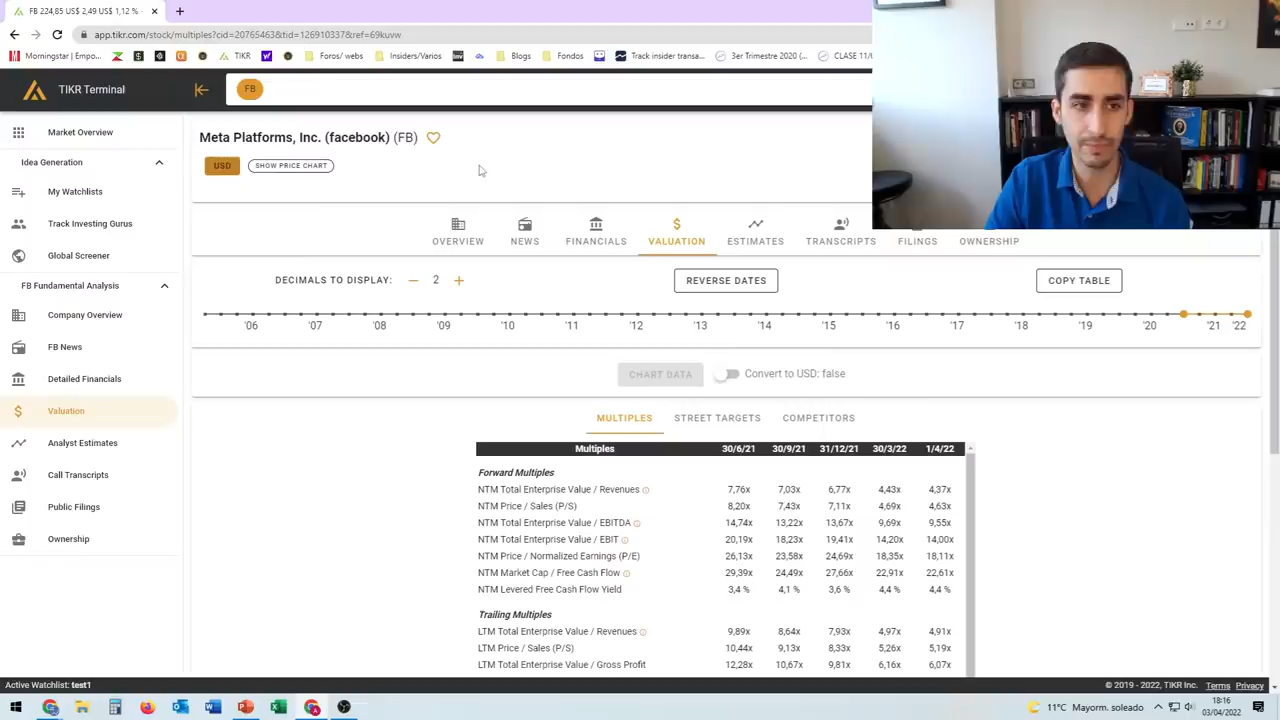 FB 224,85 US$ 2,49 US$ 1,12 %
app.tikr.com/stock/multiples?cid=20765463&tid=126910337&ref=69kuvw
Morningstar | Empo... TIKR Foros/ webs Insiders/Varios Blogs Fondos Track insider transa... 3er Trimestre 2020 (... CLASE 11/
TIKR Terminal
FB
Market Overview
Idea Generation
My Watchlists
Track Investing Gurus
Global Screener
FB Fundamental Analysis
Company Overview
FB News
Detailed Financials
Valuation
Analyst Estimates
Call Transcripts
Public Filings
Ownership
Meta Platforms, Inc. (facebook) (FB)
USD SHOW PRICE CHART
OVERVIEW NEWS FINANCIALS VALUATION ESTIMATES TRANSCRIPTS FILINGS OWNERSHIP
DECIMALS TO DISPLAY: — 2 + REVERSE DATES COPY TABLE
'06 '07 '08 '09 '10 '11 '12 '13 '14 '15 '16 '17 '18 '19 '20 '21 '22
CHART DATA Convert to USD: false
MULTIPLES STREET TARGETS COMPETITORS
Multiples 30/6/21 30/9/21 31/12/21 30/3/22 1/4/22
Forward Multiples
NTM Total Enterprise Value / Revenues 7,76x 7,03x 6,77x 4,43x 4,37x
NTM Price / Sales (P/S) 8,20x 7,43x 7,11x 4,69x 4,63x
NTM Total Enterprise Value / EBITDA 14,74x 13,22x 13,67x 9,69x 9,55x
NTM Total Enterprise Value / EBIT 20,19x 18,23x 19,41x 14,20x 14,00x
NTM Price / Normalized Earnings (P/E) 26,13x 23,58x 24,69x 18,35x 18,11x
NTM Market Cap / Free Cash Flow 29,39x 24,49x 27,66x 22,91x 22,61x
NTM Levered Free Cash Flow Yield 3,4 % 4,1 % 3,6 % 4,4 % 4,4 %
Trailing Multiples
LTM Total Enterprise Value / Revenues 9,89x 8,64x 7,93x 4,97x 4,91x
LTM Price / Sales (P/S) 10,44x 9,13x 8,33x 5,26x 5,19x
LTM Total Enterprise Value / Gross Profit 12,28x 10,67x 9,81x 6,16x 6,07x
Active Watchlist: test1
© 2019 - 2022, TIKR Inc. Terms Privacy
11°C Mayorm. soleado
18:16
03/04/2022